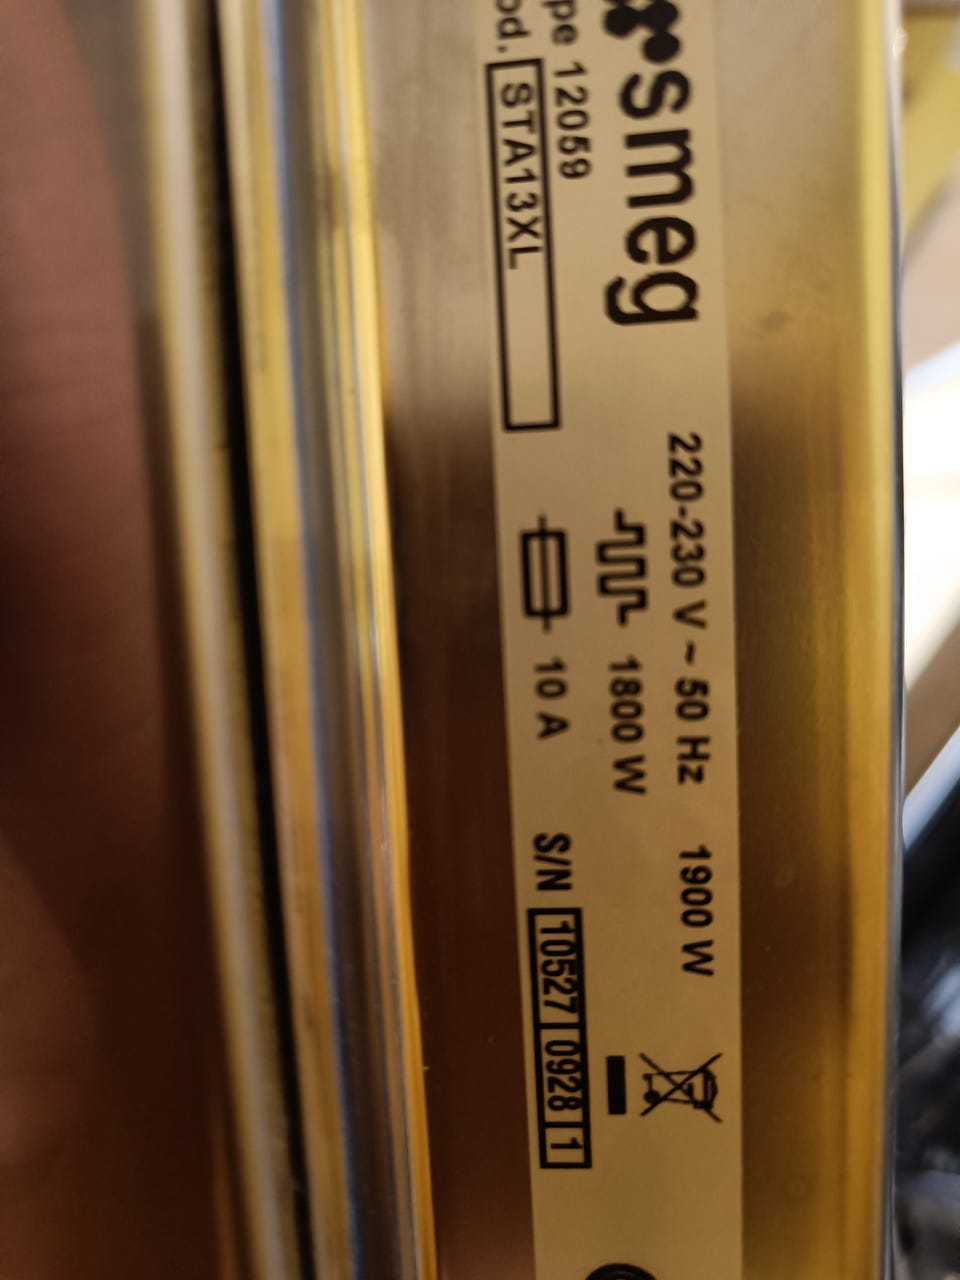 smeg
220-230 V ~ 50 Hz 1900 W
1800 W
pe 12059
od. STA13XL
10 A
S/N 10527 0928 1